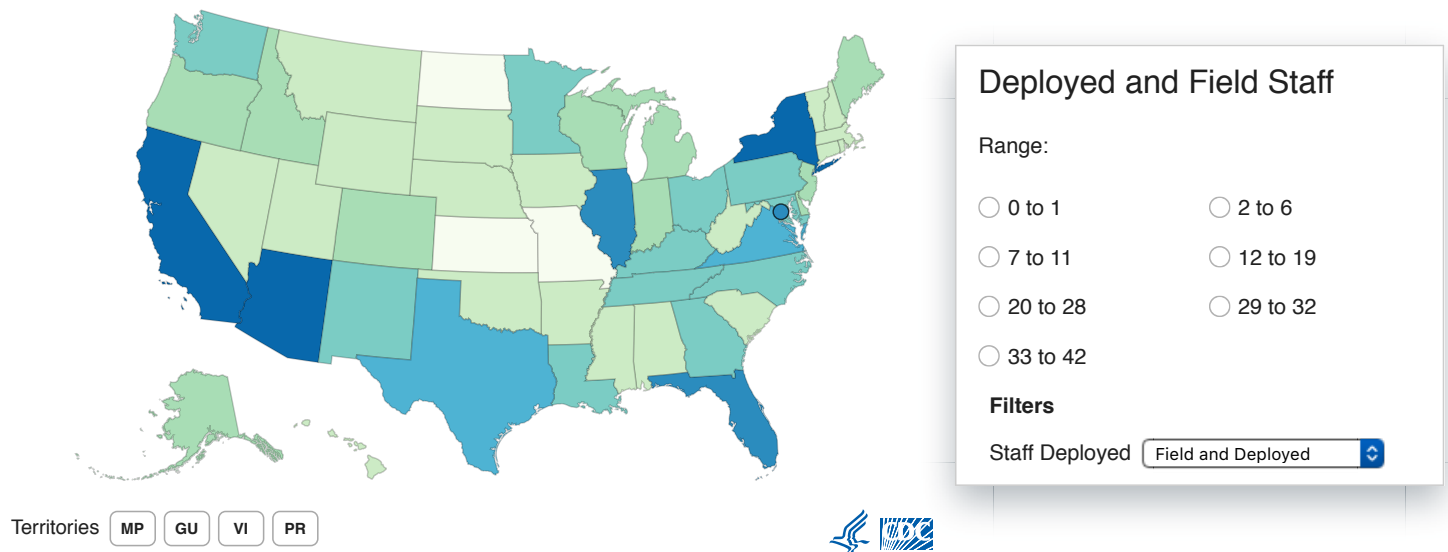 Deployed and Field Staff
Range:
0 to 1
2 to 6
7 to 11
12 to 19
20 to 28
29 to 32
33 to 42
Filters
Staff Deployed Field and Deployed
Territories MP GU VI PR
CDC